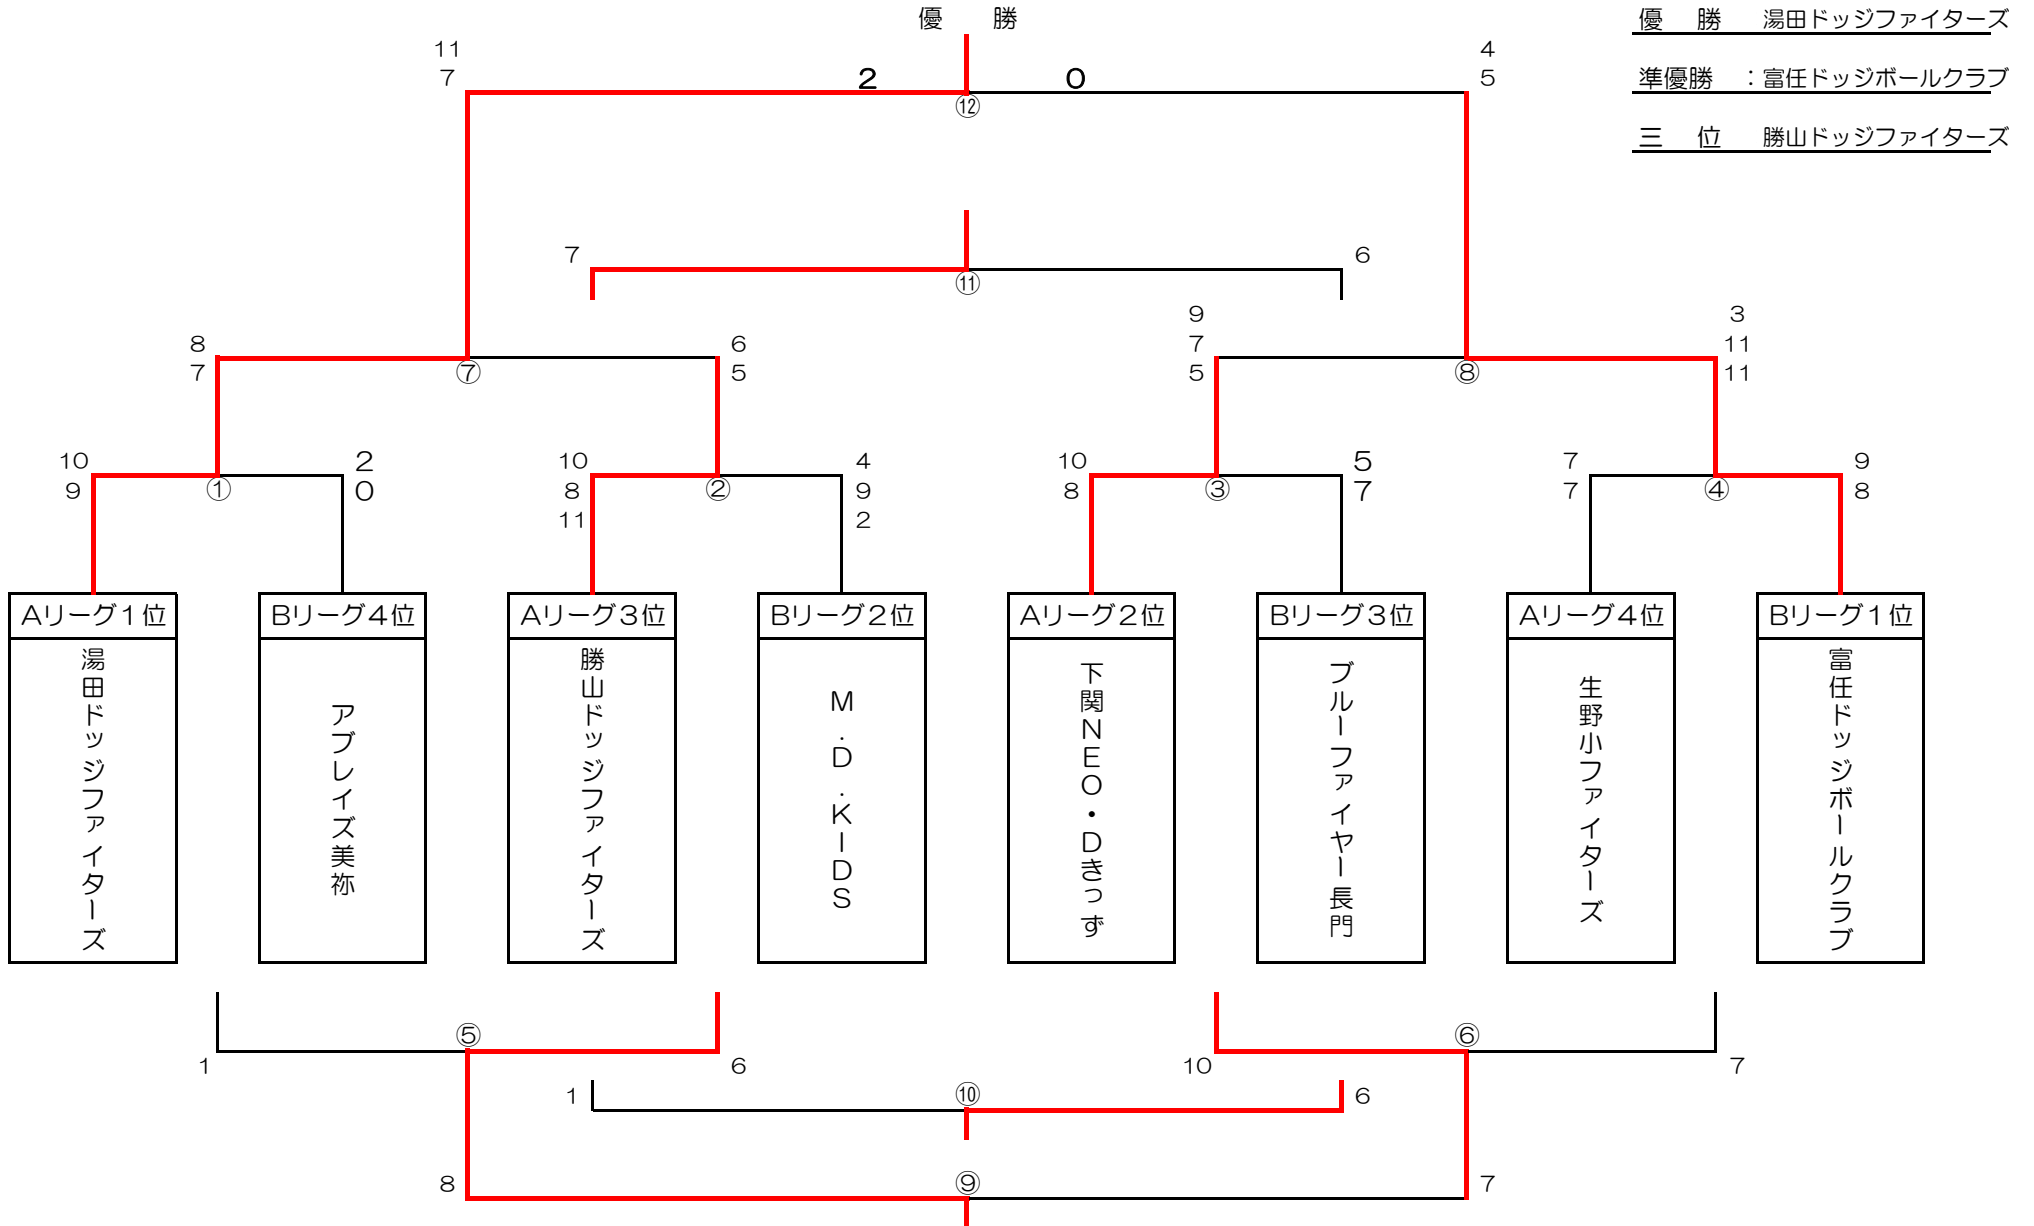 優　勝
優　勝　湯田ドッジファイターズ
準優勝　：富任ドッジボールクラブ
三　位　勝山ドッジファイターズ
11
7
2
0
4
5
⑫
7
6
⑪
8
7
6
5
⑦
9
7
5
3
11
11
⑧
10
9
2
0
①
10
8
11
4
9
2
②
10
8
5
7
③
7
7
9
8
④
Aリーグ1位
Bリーグ4位
Aリーグ3位
Bリーグ2位
Aリーグ2位
Bリーグ3位
Aリーグ4位
Bリーグ1位
湯田ドッジファイターズ
アブレイズ美祢
勝山ドッジファイターズ
M.D.KIDS
下関NEO・Dきっず
ブルーファイヤー長門
生野小ファイターズ
富任ドッジボールクラブ
⑤
1
6
⑥
10
7
⑩
1
6
⑨
8
7